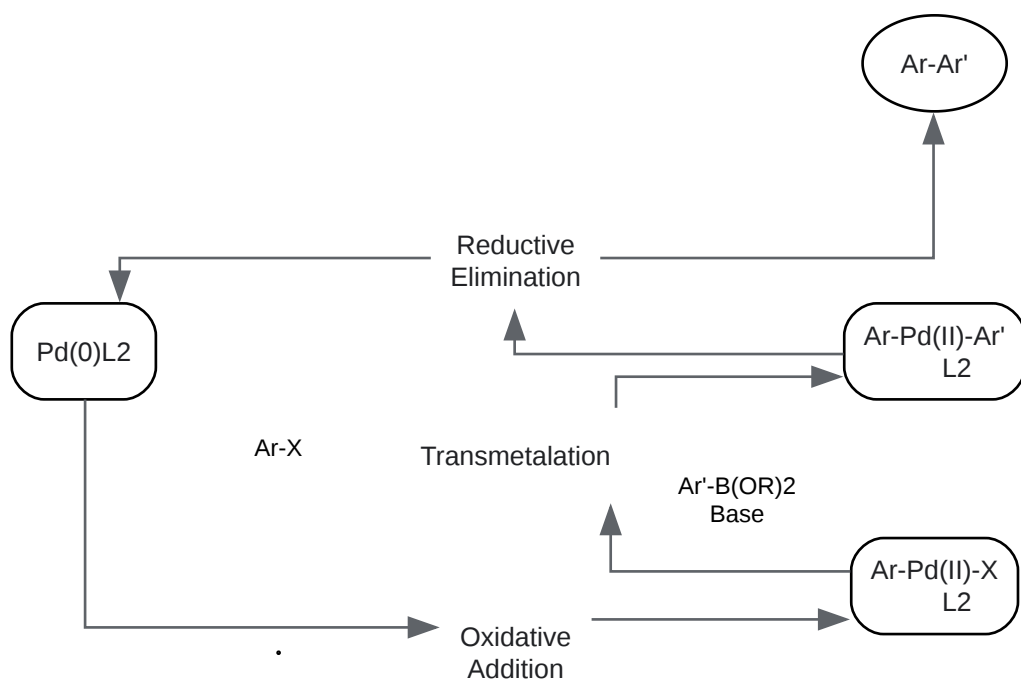 Ar-Ar'
Reductive
Elimination
Pd(0)L2
Ar-Pd(II)-Ar'
L2
Ar-X
Transmetalation
Ar'-B(OR)2
Base
Ar-Pd(II)-X
L2
Oxidative
Addition
.